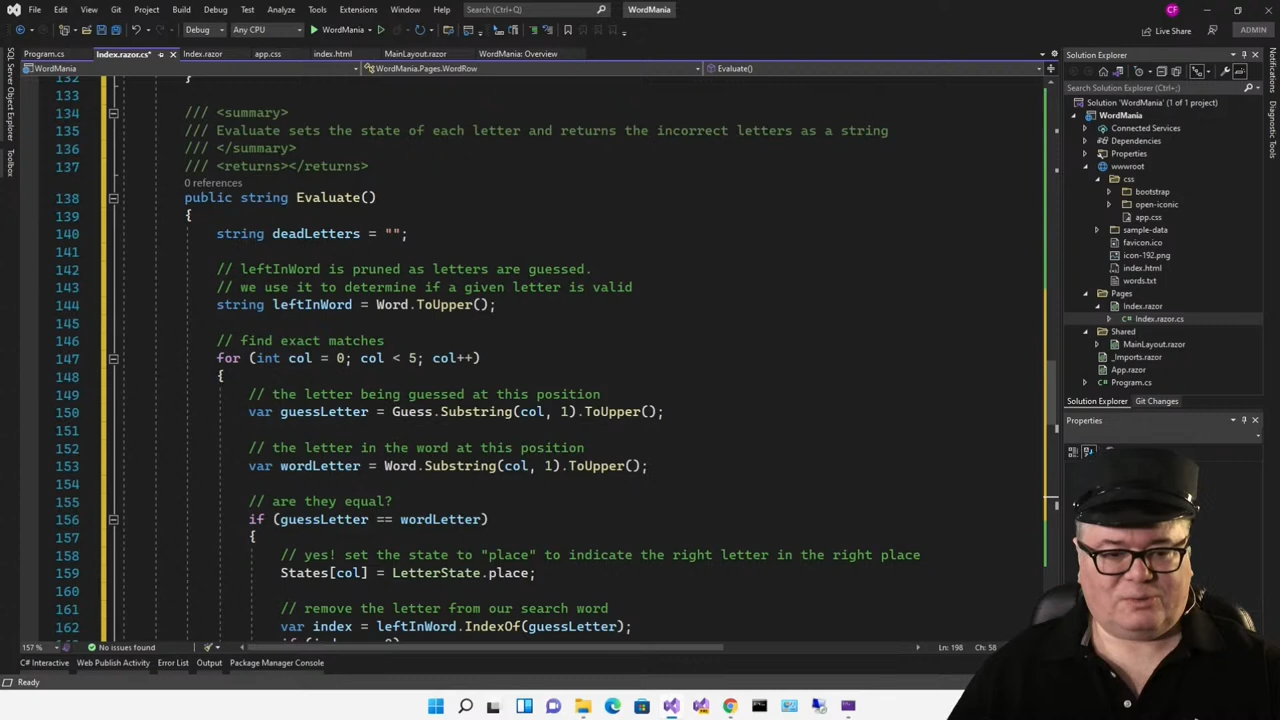 File Edit View Git Project Build Debug Test Analyze Tools Extensions Window Help Search (Ctrl+Q) WordMania CF
Debug Any CPU WordMania Live Share ADMIN
Program.cs Index.razor.cs* Index.razor app.css index.html MainLayout.razor WordMania: Overview
WordMania WordMania.Pages.WordRow Evaluate()
SQL Server Object Explorer
Toolbox
Notifications
Diagnostic Tools
132 }
133
134 /// <summary>
135 /// Evaluate sets the state of each letter and returns the incorrect letters as a string
136 /// </summary>
137 /// <returns></returns>
0 references
138 public string Evaluate()
139 {
140 string deadLetters = "";
141
142 // leftInWord is pruned as letters are guessed.
143 // we use it to determine if a given letter is valid
144 string leftInWord = Word.ToUpper();
145
146 // find exact matches
147 for (int col = 0; col < 5; col++)
148 {
149 // the letter being guessed at this position
150 var guessLetter = Guess.Substring(col, 1).ToUpper();
151
152 // the letter in the word at this position
153 var wordLetter = Word.Substring(col, 1).ToUpper();
154
155 // are they equal?
156 if (guessLetter == wordLetter)
157 {
158 // yes! set the state to "place" to indicate the right letter in the right place
159 States[col] = LetterState.place;
160
161 // remove the letter from our search word
162 var index = leftInWord.IndexOf(guessLetter);
Solution Explorer
Search Solution Explorer (Ctrl+;)
Solution 'WordMania' (1 of 1 project)
WordMania
Connected Services
Dependencies
Properties
wwwroot
css
bootstrap
open-iconic
app.css
sample-data
favicon.ico
icon-192.png
index.html
words.txt
Pages
Index.razor
C# Index.razor.cs
Shared
MainLayout.razor
_Imports.razor
App.razor
Program.cs
Solution Explorer Git Changes
Properties
157 % No issues found Ln: 198 Ch: 58
C# Interactive Web Publish Activity Error List Output Package Manager Console
Ready